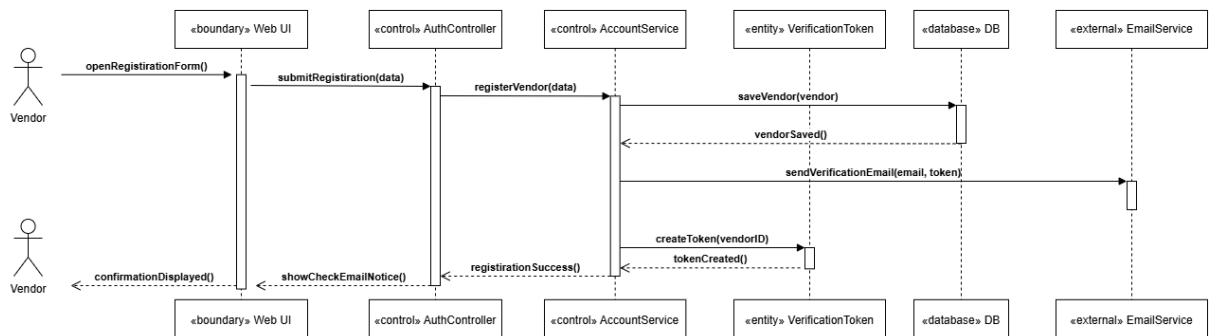 «boundary» Web UI
«control» AuthController
«control» AccountService
«entity» VerificationToken
«database» DB
«external» EmailService
openRegistirationForm()
submitRegistiration(data)
registerVendor(data)
saveVendor(vendor)
Vendor
vendorSaved()
sendVerificationEmail(email, token)
createToken(vendorID)
tokenCreated()
registirationSuccess()
confirmationDisplayed()
showCheckEmailNotice()
Vendor
«boundary» Web UI
«control» AuthController
«control» AccountService
«entity» VerificationToken
«database» DB
«external» EmailService